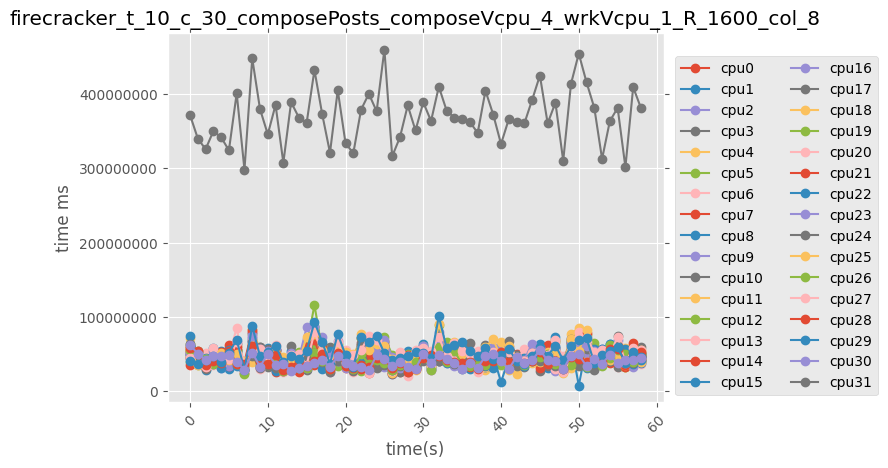 firecracker_t_10_c_30_composePosts_composeVcpu_4_wrkVcpu_1_R_1600_col_8
400000000
300000000
200000000
100000000
0
time ms
0
10
20
30
40
50
60
time(s)
cpu0
cpu1
cpu2
cpu3
cpu4
cpu5
cpu6
cpu7
cpu8
cpu9
cpu10
cpu11
cpu12
cpu13
cpu14
cpu15
cpu16
cpu17
cpu18
cpu19
cpu20
cpu21
cpu22
cpu23
cpu24
cpu25
cpu26
cpu27
cpu28
cpu29
cpu30
cpu31